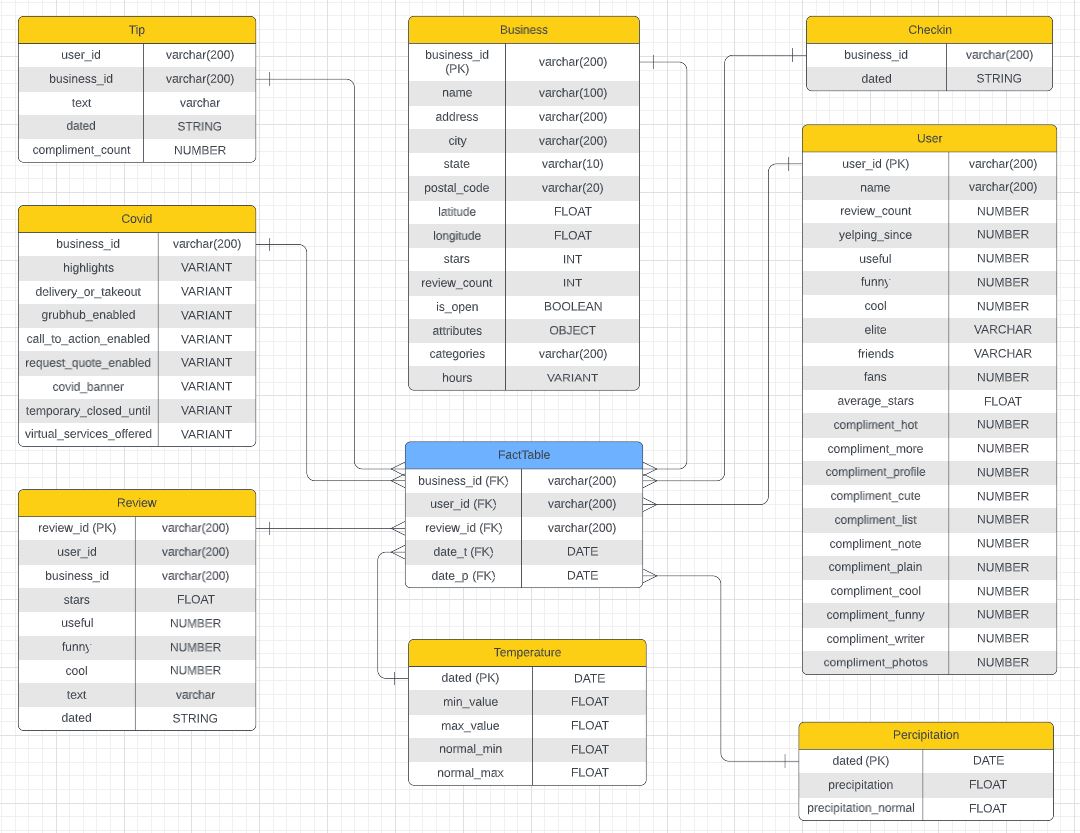 Tip
user_id varchar(200)
business_id varchar(200)
text varchar
dated STRING
compliment_count NUMBER
Covid
business_id varchar(200)
highlights VARIANT
delivery_or_takeout VARIANT
grubhub_enabled VARIANT
call_to_action_enabled VARIANT
request_quote_enabled VARIANT
covid_banner VARIANT
temporary_closed_until VARIANT
virtual_services_offered VARIANT
Review
review_id (PK) varchar(200)
user_id varchar(200)
business_id varchar(200)
stars FLOAT
useful NUMBER
funny NUMBER
cool NUMBER
text varchar
dated STRING
Business
business_id
(PK) varchar(200)
name varchar(100)
address varchar(200)
city varchar(200)
state varchar(10)
postal_code varchar(20)
latitude FLOAT
longitude FLOAT
stars INT
review_count INT
is_open BOOLEAN
attributes OBJECT
categories varchar(200)
hours VARIANT
FactTable
business_id (FK) varchar(200)
user_id (FK) varchar(200)
review_id (FK) varchar(200)
date_t (FK) DATE
date_p (FK) DATE
Temperature
dated (PK) DATE
min_value FLOAT
max_value FLOAT
normal_min FLOAT
normal_max FLOAT
Checkin
business_id varchar(200)
dated STRING
User
user_id (PK) varchar(200)
name varchar(200)
review_count NUMBER
yelping_since NUMBER
useful NUMBER
funny NUMBER
cool NUMBER
elite VARCHAR
friends VARCHAR
fans NUMBER
average_stars FLOAT
compliment_hot NUMBER
compliment_more NUMBER
compliment_profile NUMBER
compliment_cute NUMBER
compliment_list NUMBER
compliment_note NUMBER
compliment_plain NUMBER
compliment_cool NUMBER
compliment_funny NUMBER
compliment_writer NUMBER
compliment_photos NUMBER
Percipitation
dated (PK) DATE
precipitation FLOAT
precipitation_normal FLOAT